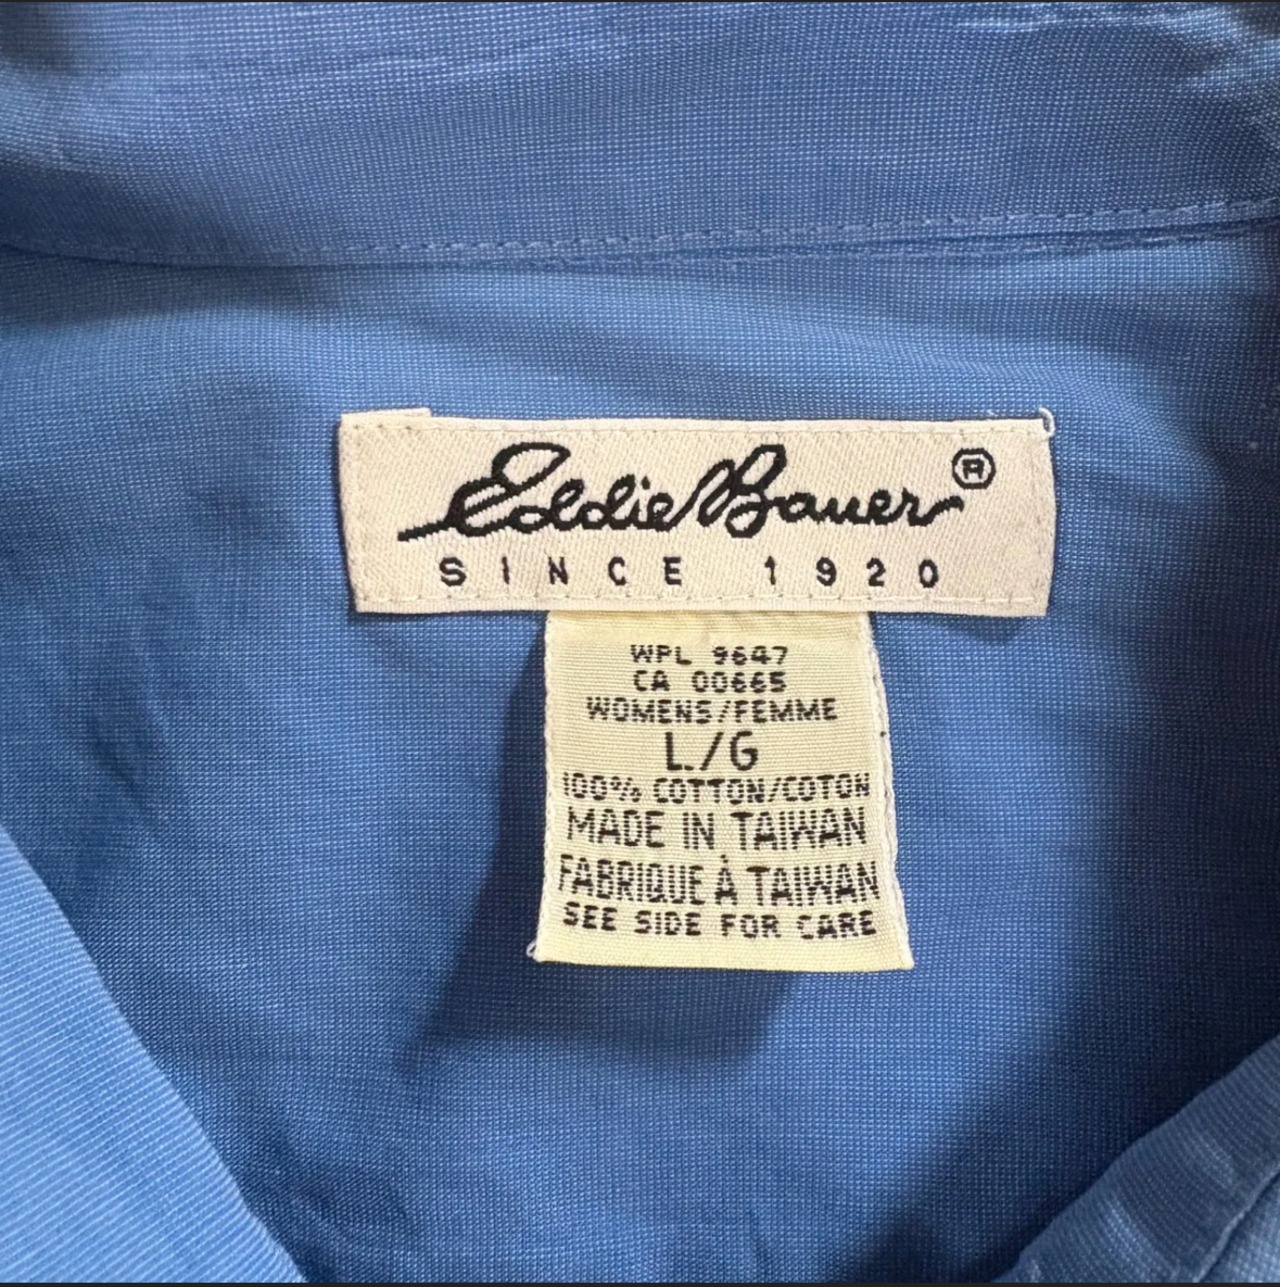 Eddie Bauer ®
SINCE 1920
WPL 9647
CA 00665
WOMENS/FEMME
L/G
100% COTTON/COTON
MADE IN TAIWAN
FABRIQUE À TAIWAN
SEE SIDE FOR CARE